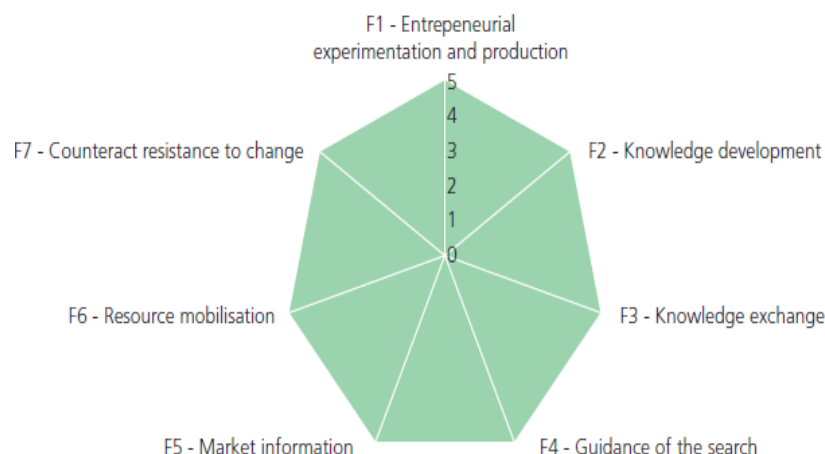 F1 - Entrepeneurial
experimentation and production
5
4
3
2
1
0
F7 - Counteract resistance to change
F2 - Knowledge development
F6 - Resource mobilisation
F3 - Knowledge exchange
F5 - Market information
F4 - Guidance of the search